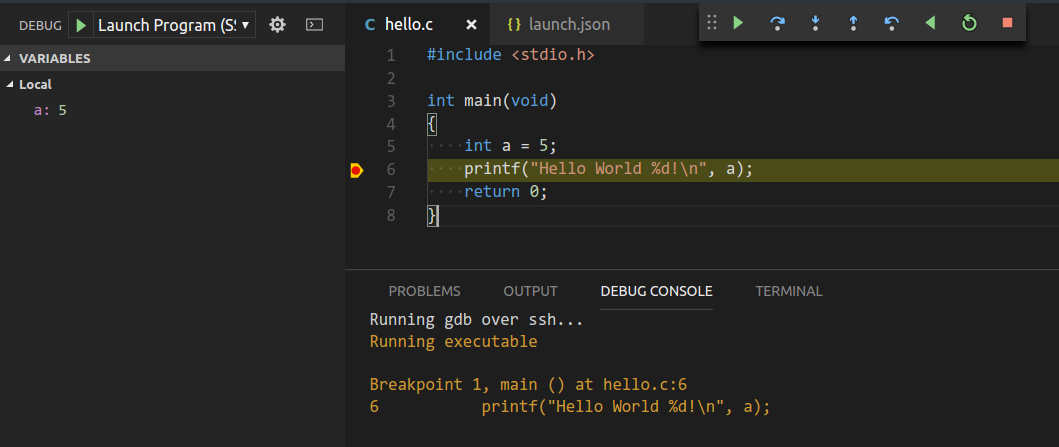 DEBUG Launch Program (S
VARIABLES
Local
a: 5
hello.c
{} launch.json
1 #include <stdio.h>
2
3 int main(void)
4 {
5 ····int a = 5;
6 ····printf("Hello World %d!\n", a);
7 ····return 0;
8 }
PROBLEMS OUTPUT DEBUG CONSOLE TERMINAL
Running gdb over ssh...
Running executable
Breakpoint 1, main () at hello.c:6
6 printf("Hello World %d!\n", a);